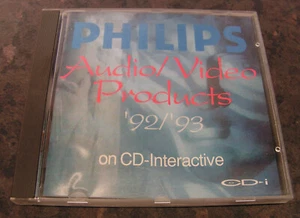 PHILIPS
Audio/Video
Products
'92/'93
on CD-Interactive
CD-i